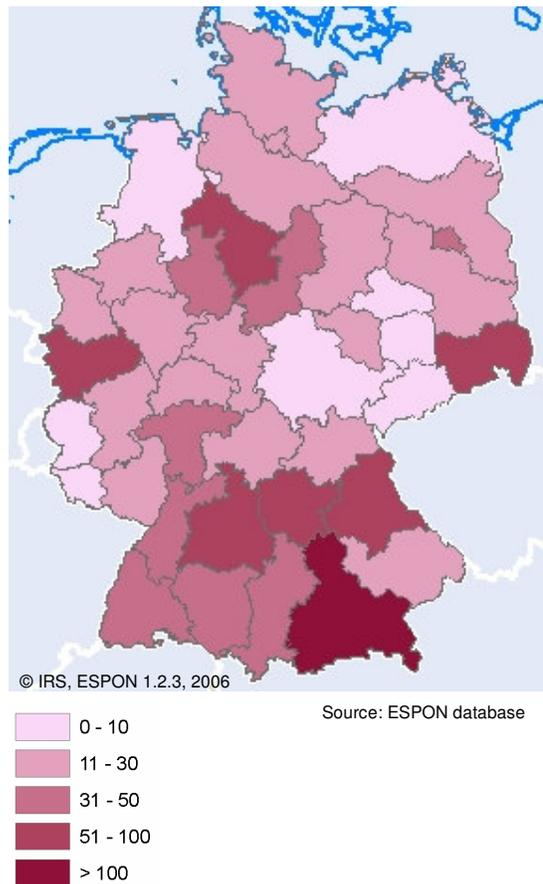 © IRS, ESPON 1.2.3, 2006
Source: ESPON database
0 - 10
11 - 30
31 - 50
51 - 100
> 100